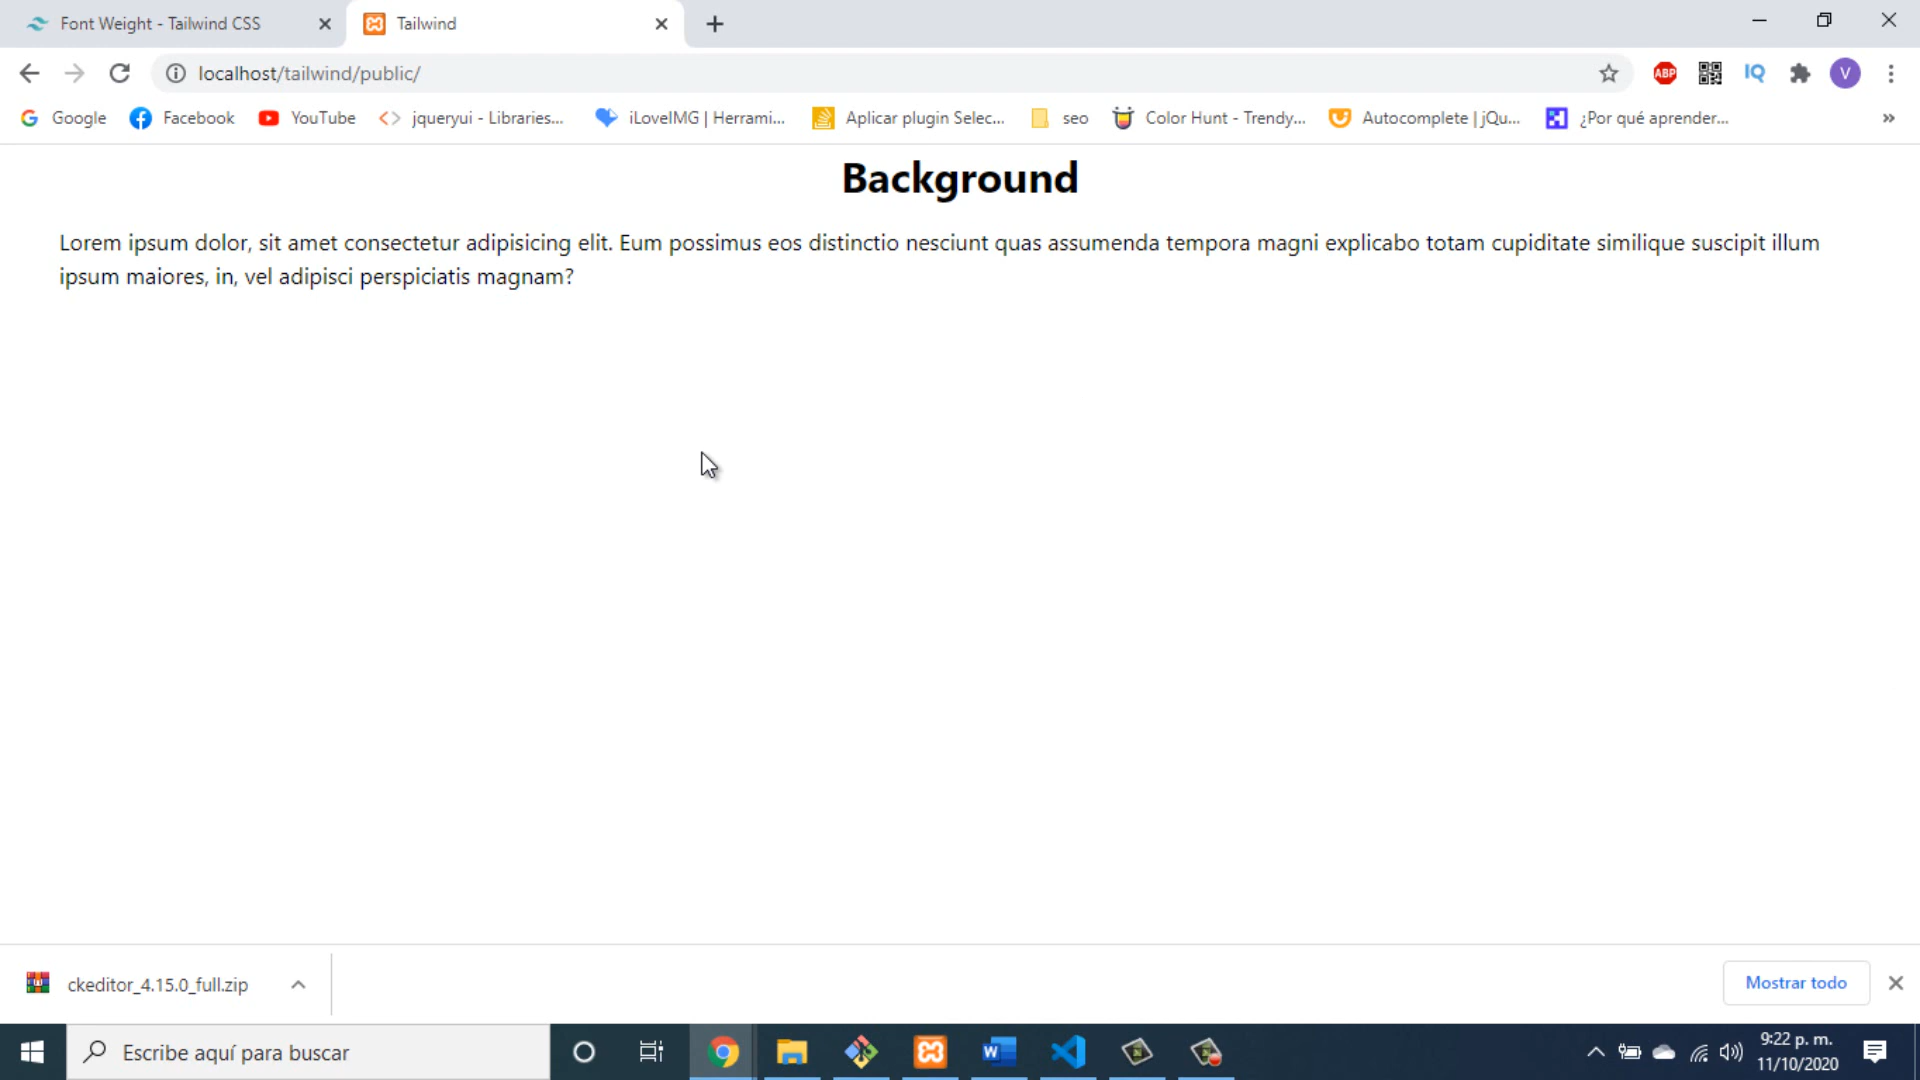 Font Weight - Tailwind CSS
Tailwind
localhost/tailwind/public/
ABP
IQ
V
Google
Facebook
YouTube
jqueryui - Libraries...
iLoveIMG | Herrami...
Aplicar plugin Selec...
seo
Color Hunt - Trendy...
Autocomplete | jQu...
¿Por qué aprender...
»
Background
Lorem ipsum dolor, sit amet consectetur adipisicing elit. Eum possimus eos distinctio nesciunt quas assumenda tempora magni explicabo totam cupiditate similique suscipit illum
ipsum maiores, in, vel adipisci perspiciatis magnam?
ckeditor_4.15.0_full.zip
Mostrar todo
Escribe aquí para buscar
9:22 p. m.
11/10/2020